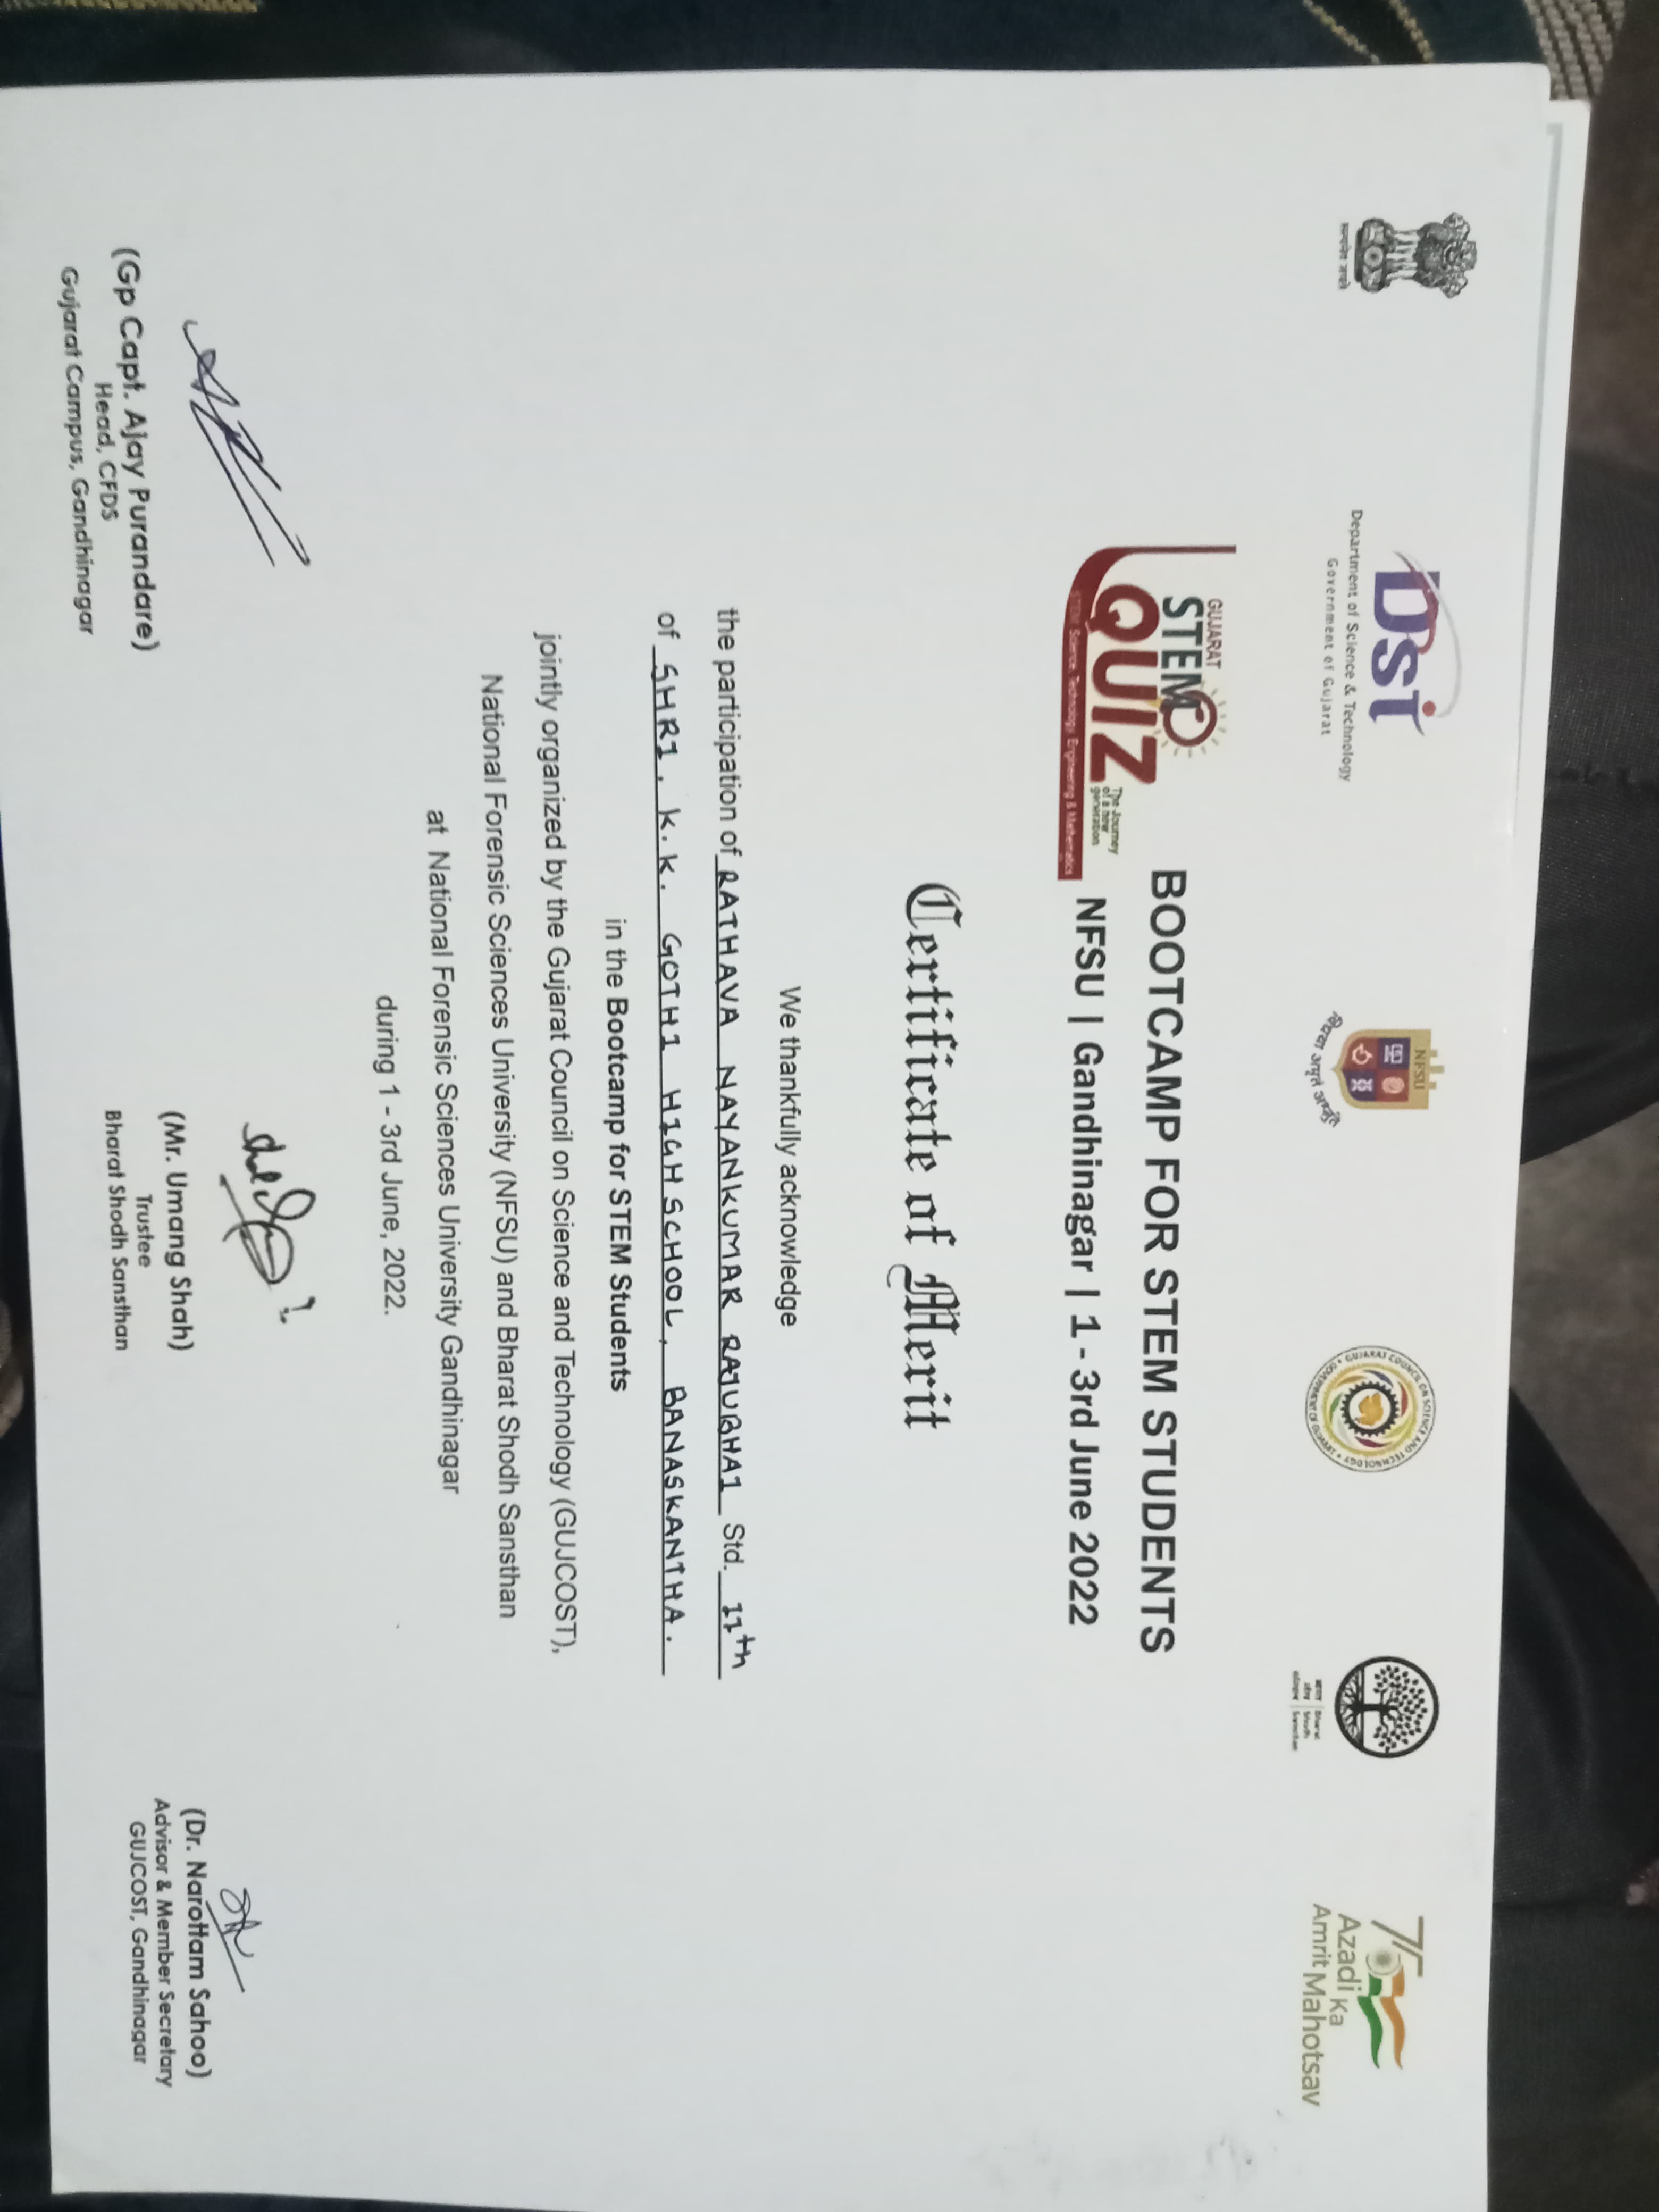 सत्यमेव जयते
Dst
Department of Science & Technology
Government of Gujarat
NFSU
विद्यया अमृतं अश्नुते
GUJARAT COUNCIL ON SCIENCE AND TECHNOLOGY
GOVERNMENT OF GUJARAT
भारत Bharat
शोध Shodh
संस्थान Sansthan
75
Azadi Ka
Amrit Mahotsav
GUJARAT
STEM
QUIZ
The Journey
of a new
generation
STEM: Science, Technology, Engineering & Mathematics
BOOTCAMP FOR STEM STUDENTS
NFSU | Gandhinagar | 1 - 3rd June 2022
Certificate of Merit
We thankfully acknowledge
the participation of RATHAVA NAYANKUMAR RAJUBHAI Std. 11th
of SHRI. K.K. GOTHI HIGH SCHOOL, BANASKANTHA.
in the Bootcamp for STEM Students
jointly organized by the Gujarat Council on Science and Technology (GUJCOST),
National Forensic Sciences University (NFSU) and Bharat Shodh Sansthan
at National Forensic Sciences University Gandhinagar
during 1 - 3rd June, 2022.
(Gp Capt. Ajay Purandare)
Head, CFDS
Gujarat Campus, Gandhinagar
(Mr. Umang Shah)
Trustee
Bharat Shodh Sansthan
(Dr. Narottam Sahoo)
Advisor & Member Secretary
GUJCOST, Gandhinagar